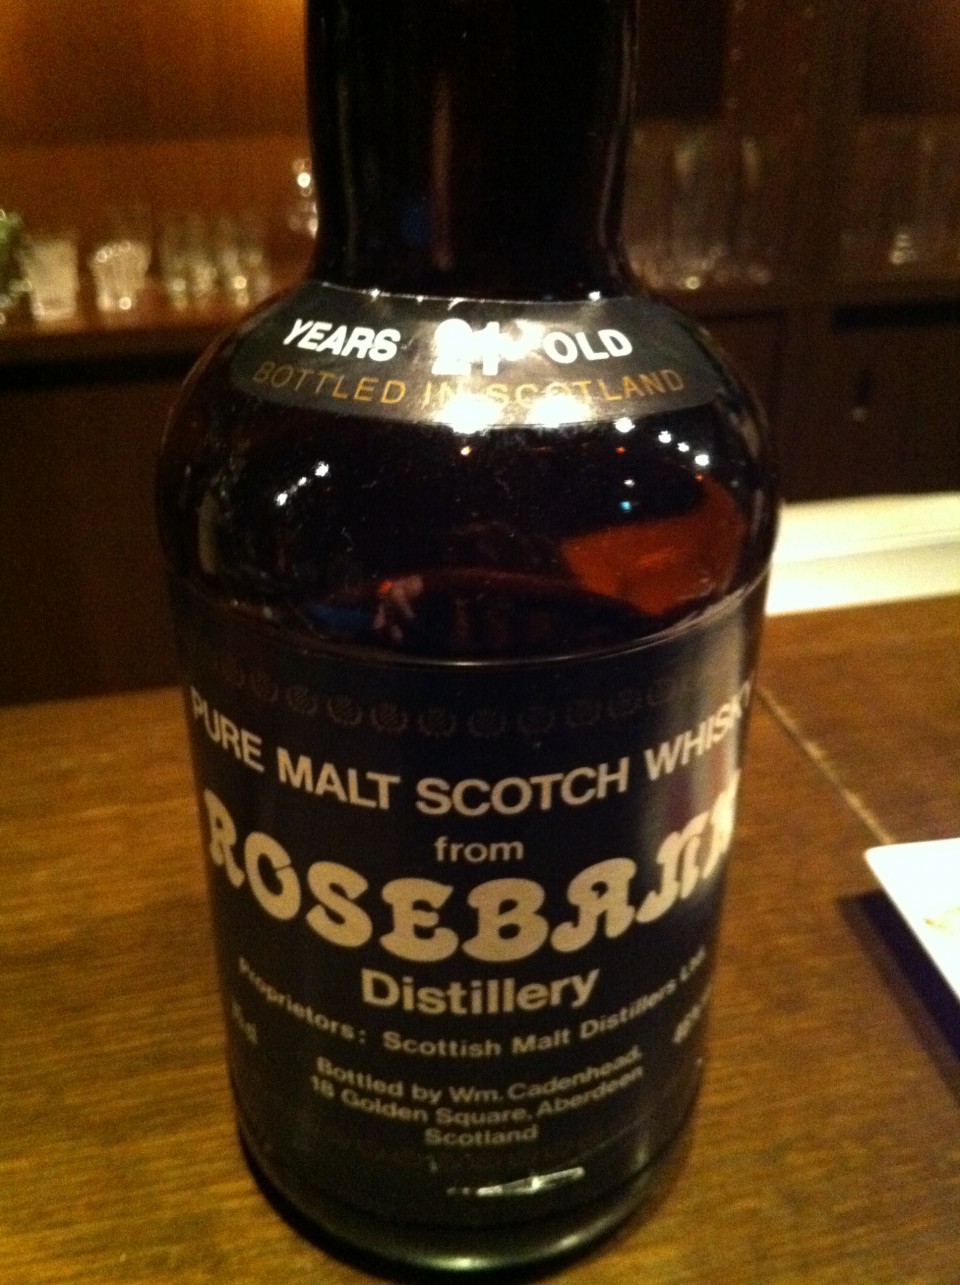 YEARS 21 OLD
BOTTLED IN SCOTLAND
PURE MALT SCOTCH WHISKY
from
ROSEBANK
Distillery
Proprietors: Scottish Malt Distillers Ltd.
Bottled by Wm. Cadenhead,
18 Golden Square, Aberdeen
Scotland